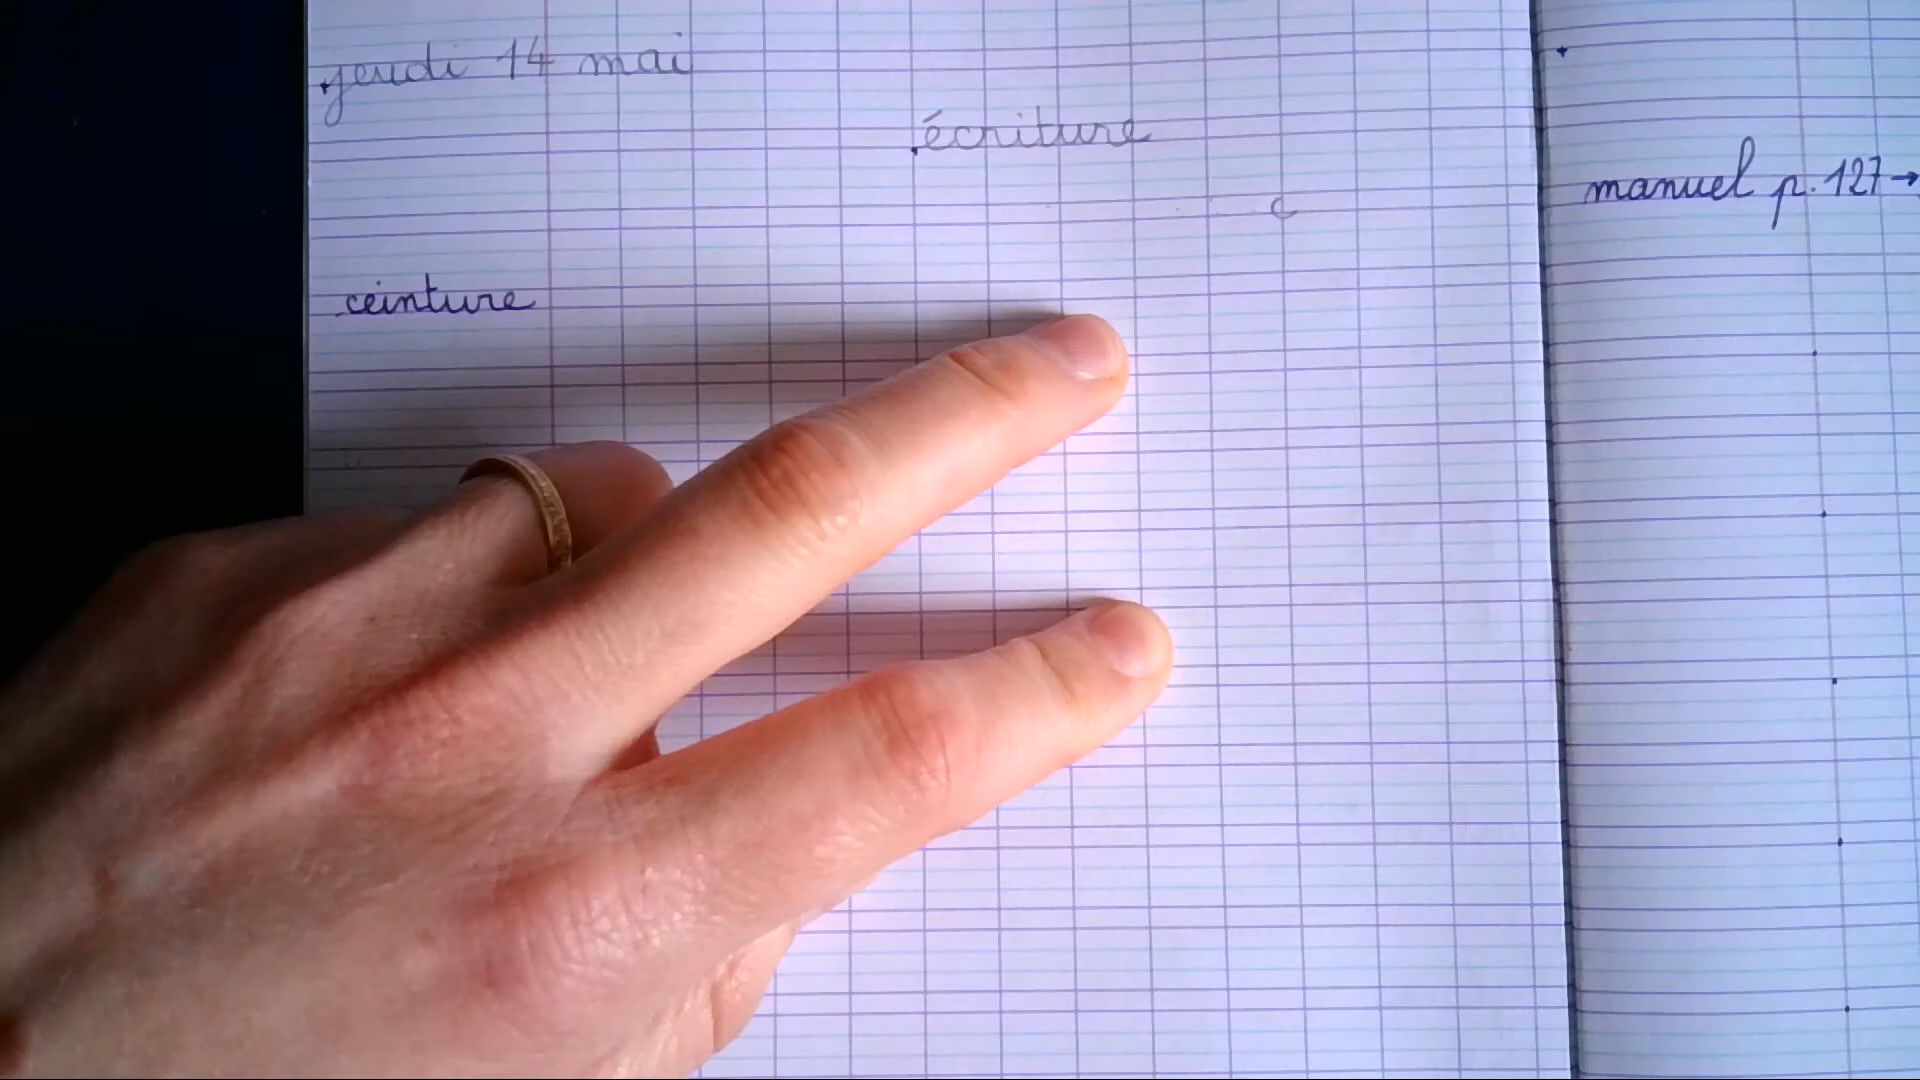 jeudi 14 mai
écriture
c
ceinture
manuel p. 127 →